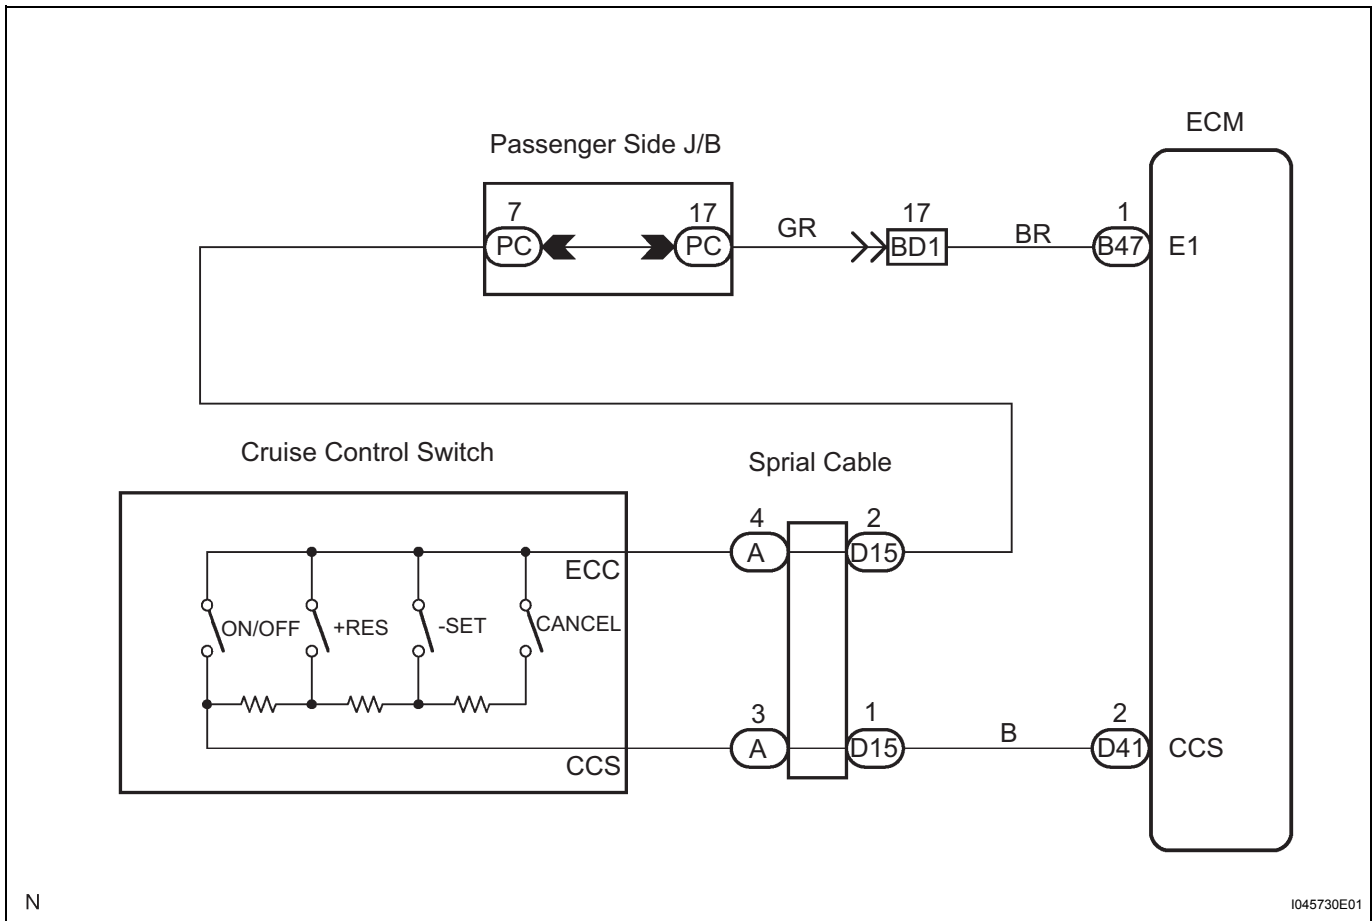 ECM
Passenger Side J/B
7
17
PC
PC
GR
17
BD1
BR
1
B47
E1
Cruise Control Switch
Sprial Cable
4
A
2
D15
ECC
ON/OFF
+RES
-SET
CANCEL
3
A
1
D15
B
2
D41
CCS
CCS
N
I045730E01